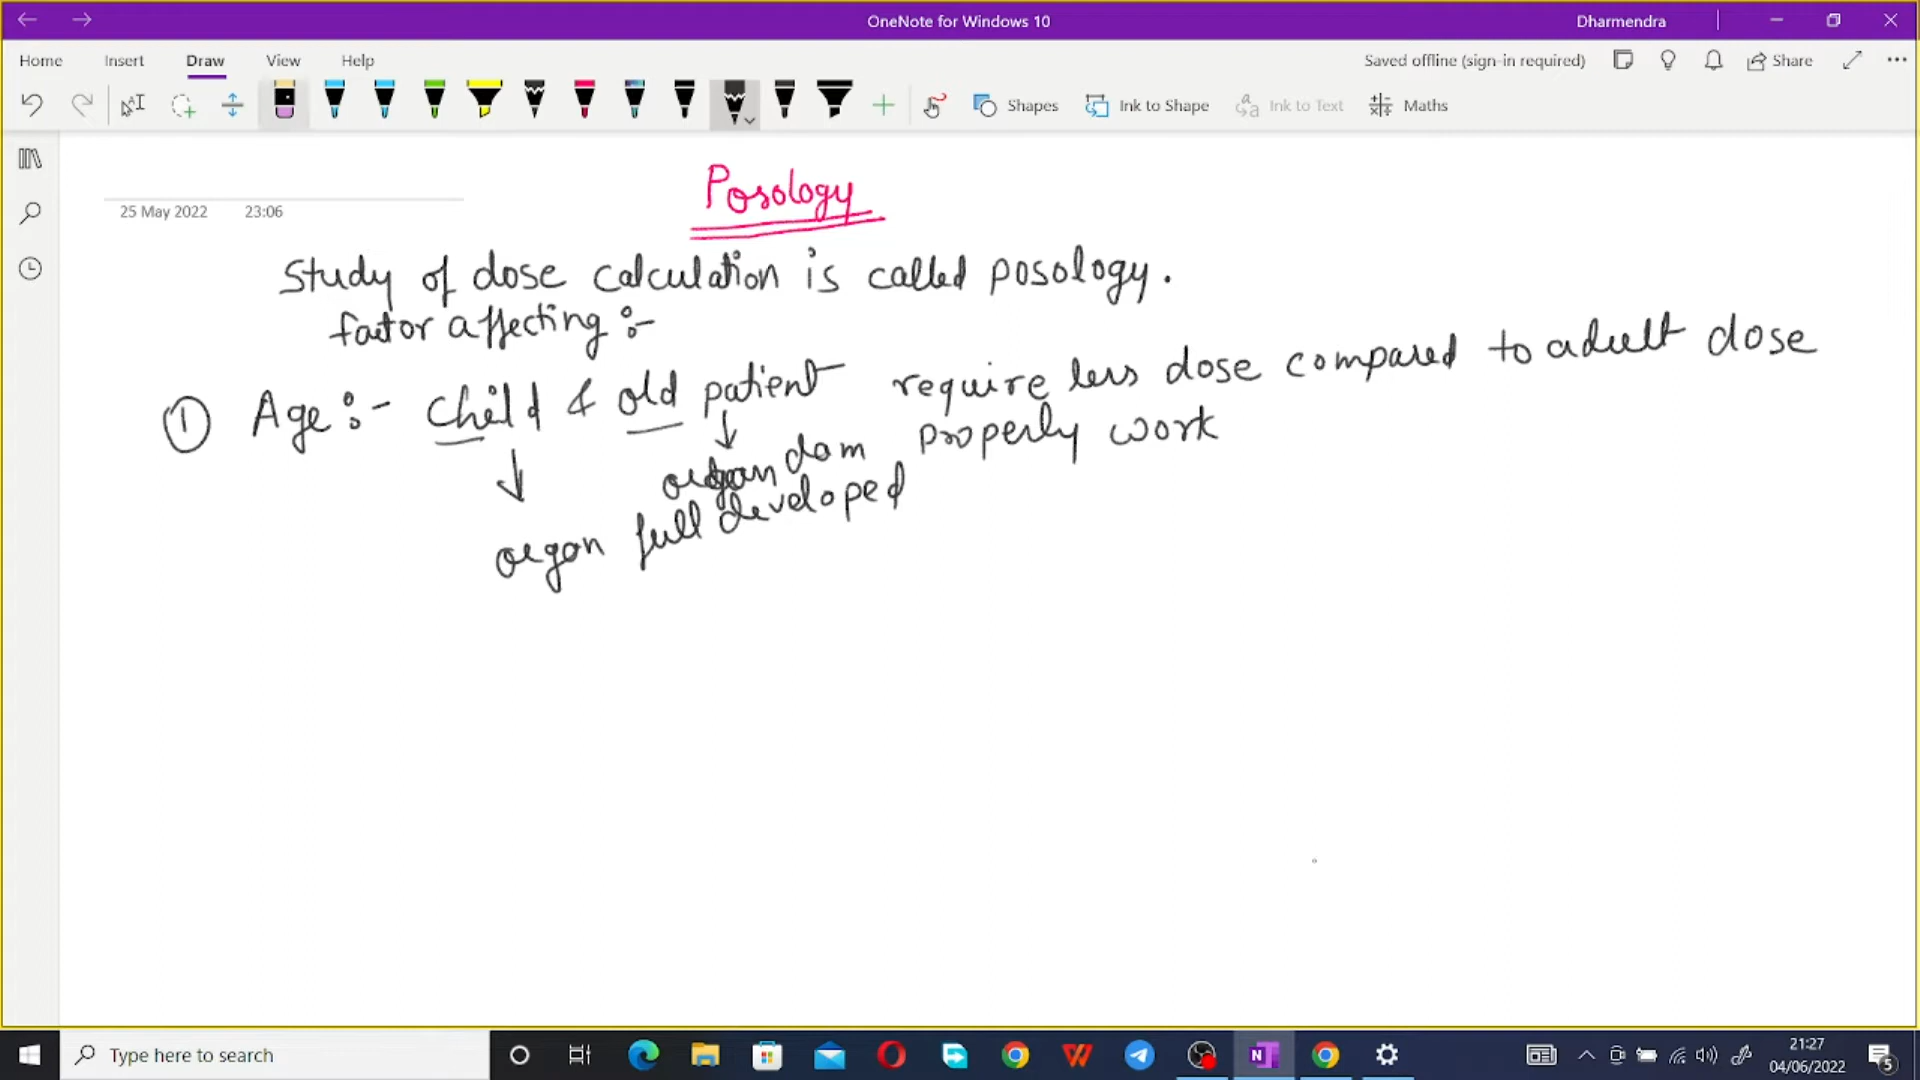 OneNote for Windows 10
Dharmendra
Home Insert Draw View Help
Saved offline (sign-in required) Share
Shapes Ink to Shape Ink to Text Maths
Posology
25 May 2022 23:06
Study of dose calculation is called posology.
factor affecting :-
① Age :- Child & old patient require less dose compared to adult dose
organ dam properly work
organ full developed
Type here to search
21:27
04/06/2022
5